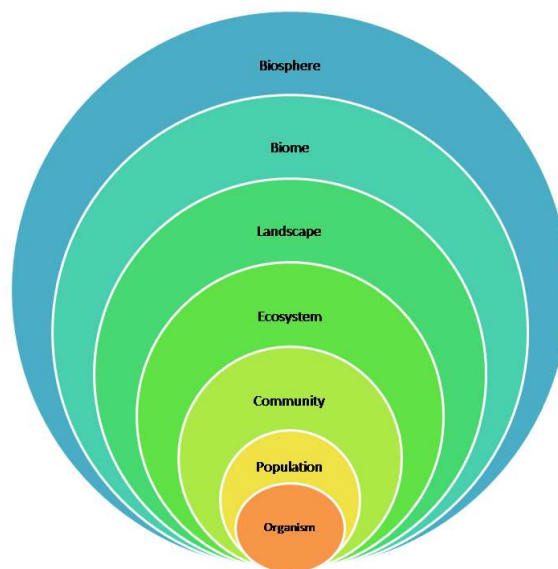 Biosphere
Biome
Landscape
Ecosystem
Community
Population
Organism